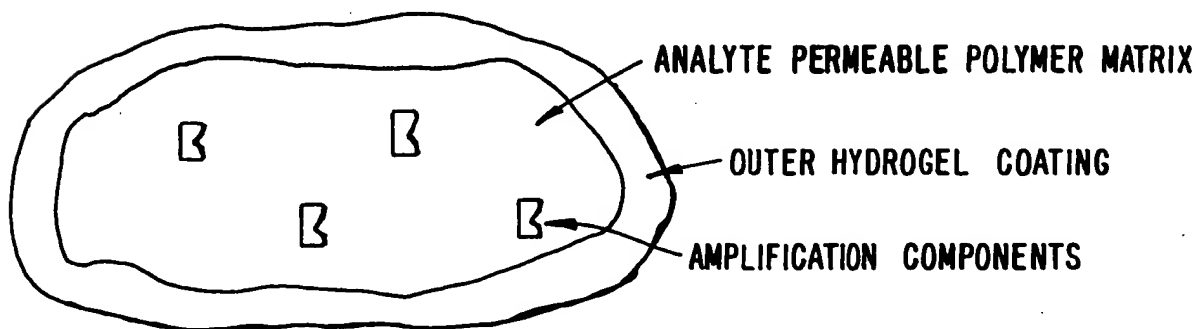 ANALYTE PERMEABLE POLYMER MATRIX
OUTER HYDROGEL COATING
AMPLIFICATION COMPONENTS